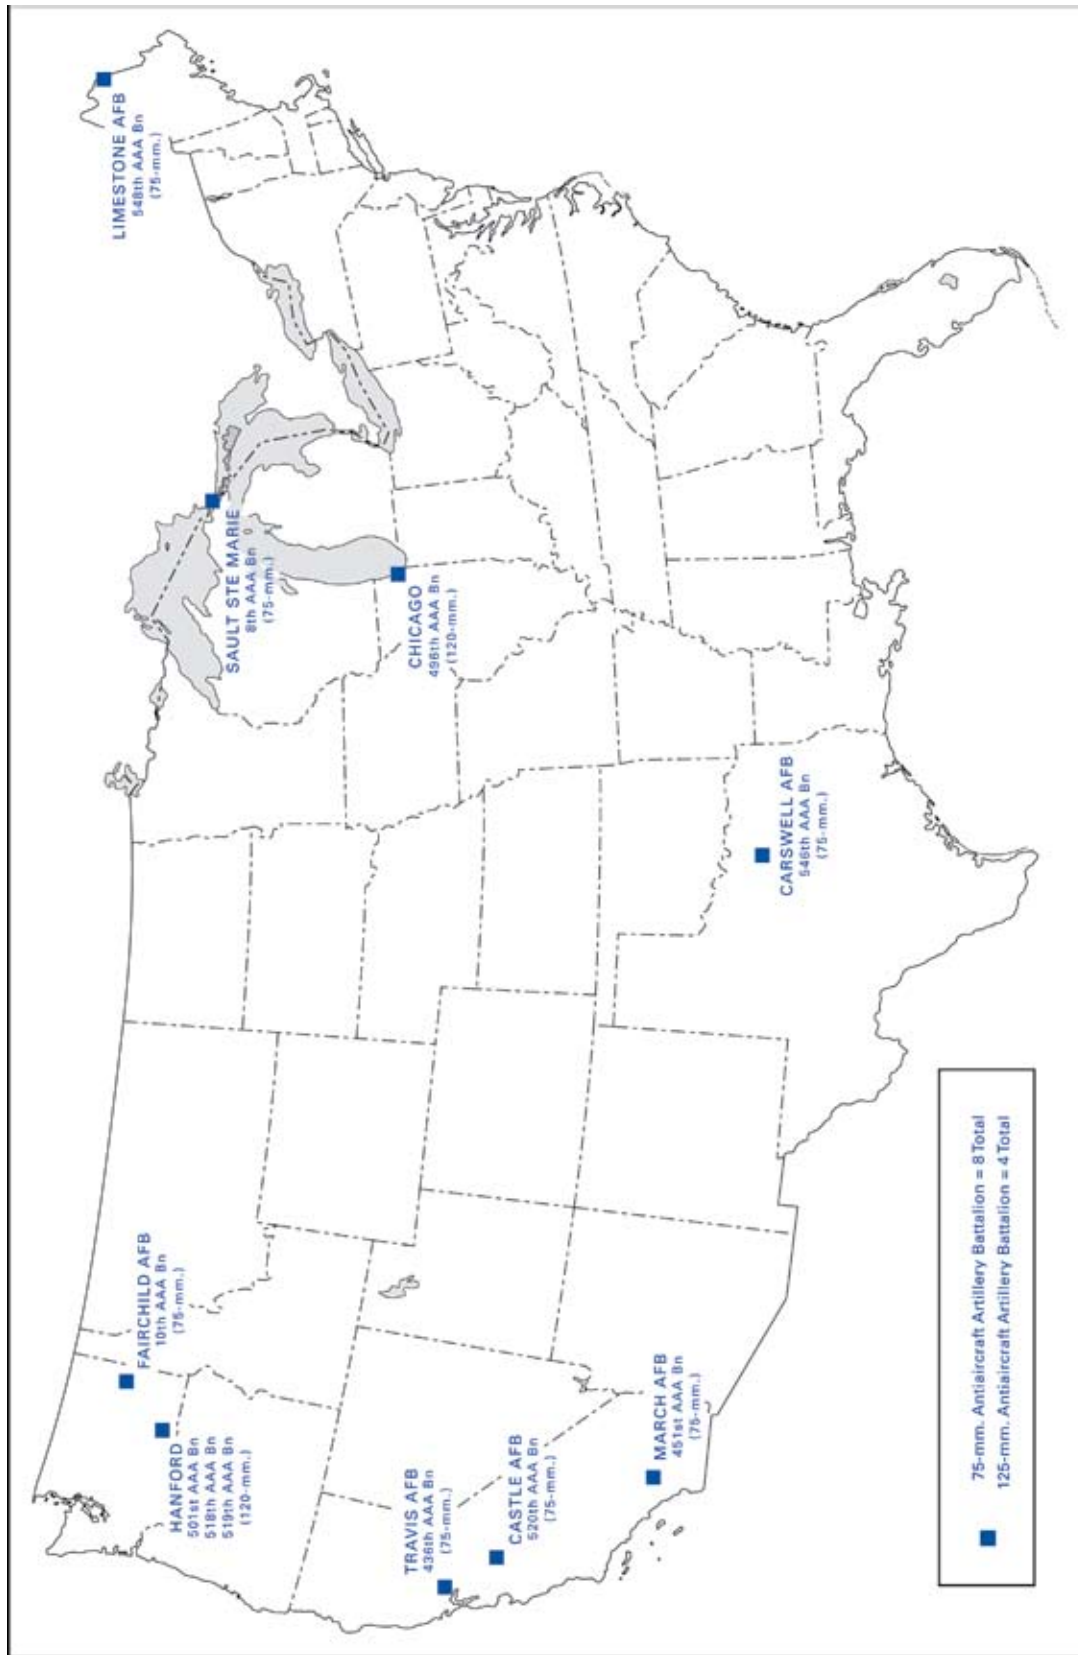 FAIRCHILD AFB
10th AAA Bn
(75-mm.)
HANFORD
501st AAA Bn
518th AAA Bn
519th AAA Bn
(120-mm.)
TRAVIS AFB
436th AAA Bn
(75-mm.)
CASTLE AFB
520th AAA Bn
(75-mm.)
MARCH AFB
451st AAA Bn
(75-mm.)
CARSWELL AFB
546th AAA Bn
(75-mm.)
SAULT STE MARIE
8th AAA Bn
(75-mm.)
CHICAGO
496th AAA Bn
(120-mm.)
LIMESTONE AFB
548th AAA Bn
(75-mm.)
75-mm. Antiaircraft Artillery Battalion = 8 Total
125-mm. Antiaircraft Artillery Battalion = 4 Total